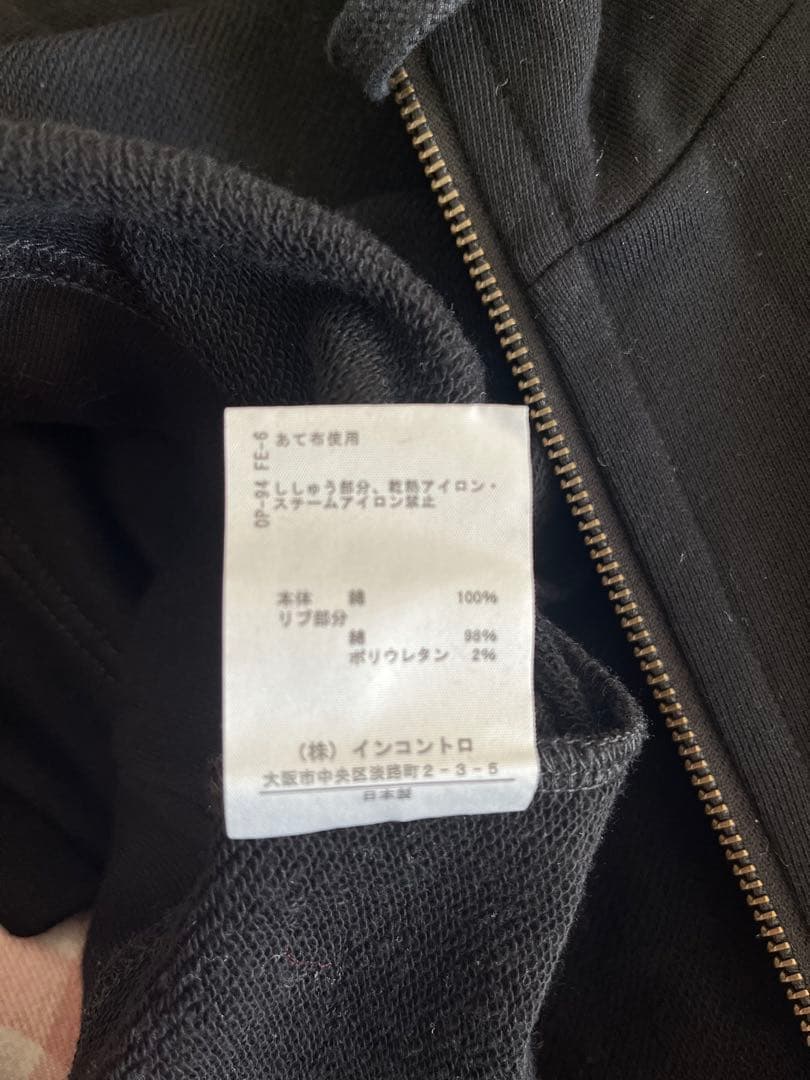 OP-94 FE-6
あて布使用
ししゅう部分、乾熱アイロン・
スチームアイロン禁止
本体 綿 100%
リブ部分
綿 98%
ポリウレタン 2%
(株) インコントロ
大阪市中央区淡路町2-3-5
日本製